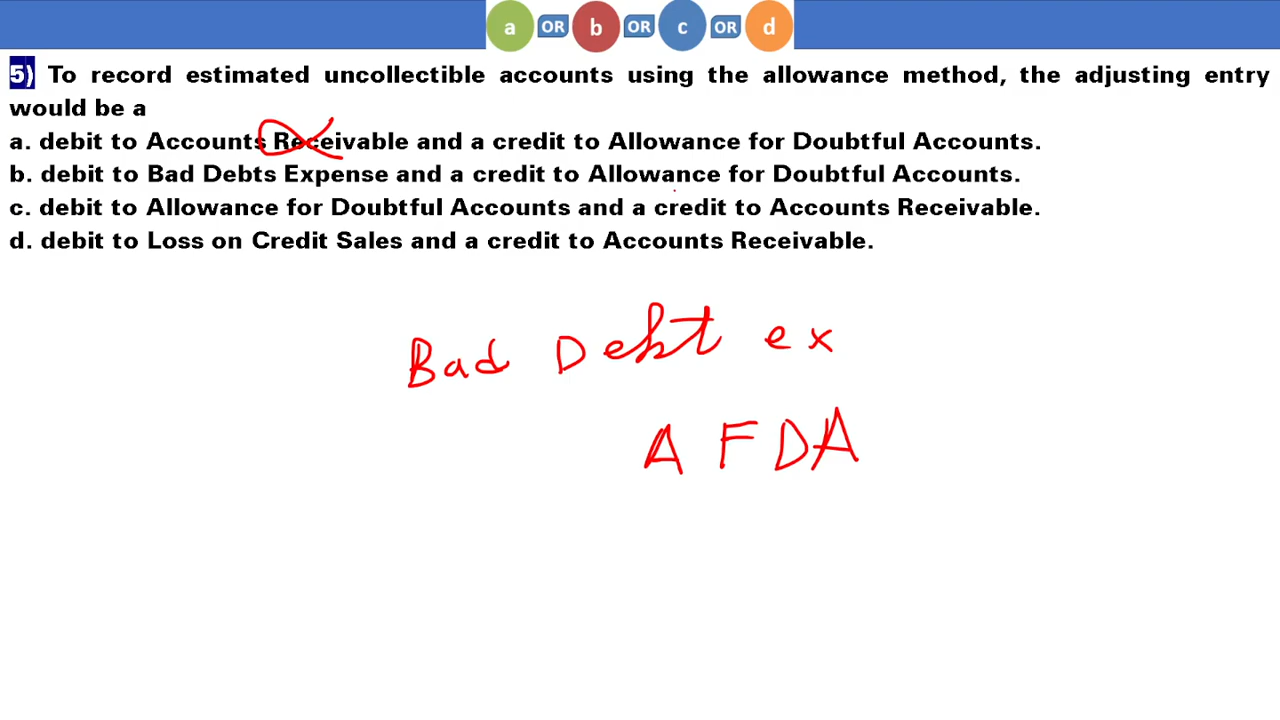 a OR b OR c OR d
5) To record estimated uncollectible accounts using the allowance method, the adjusting entry
would be a
a. debit to Accounts Receivable and a credit to Allowance for Doubtful Accounts.
b. debit to Bad Debts Expense and a credit to Allowance for Doubtful Accounts.
c. debit to Allowance for Doubtful Accounts and a credit to Accounts Receivable.
d. debit to Loss on Credit Sales and a credit to Accounts Receivable.
Bad Debt ex
A F D A